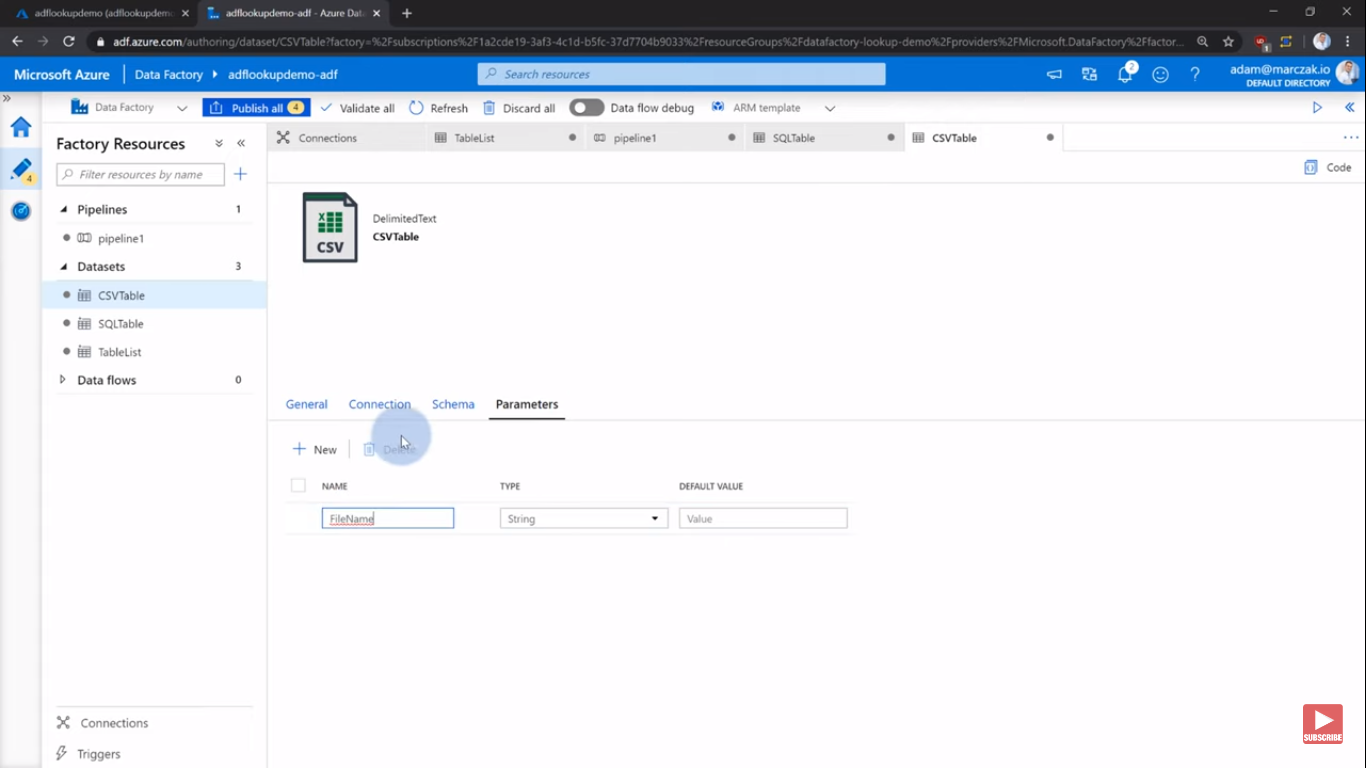 adflookupdemo (adflookupdemo
adflookupdemo-adf - Azure Data
adf.azure.com/authoring/dataset/CSVTable?factory=%2Fsubscriptions%2F1a2cde19-3af3-4c1d-b5fc-37d7704b9033%2FresourceGroups%2Fdatafactory-lookup-demo%2Fproviders%2FMicrosoft.DataFactory%2Ffactor...
Microsoft Azure
Data Factory
adflookupdemo-adf
Search resources
2
adam@marczak.io
DEFAULT DIRECTORY
Data Factory
Publish all 4
Validate all
Refresh
Discard all
Data flow debug
ARM template
4
Factory Resources
Filter resources by name
Pipelines 1
pipeline1
Datasets 3
CSVTable
SQLTable
TableList
Data flows 0
Connections
Triggers
Connections
TableList
pipeline1
SQLTable
CSVTable
Code
CSV
DelimitedText
CSVTable
General
Connection
Schema
Parameters
New
Delete
NAME TYPE DEFAULT VALUE
FileName String Value
SUBSCRIBE